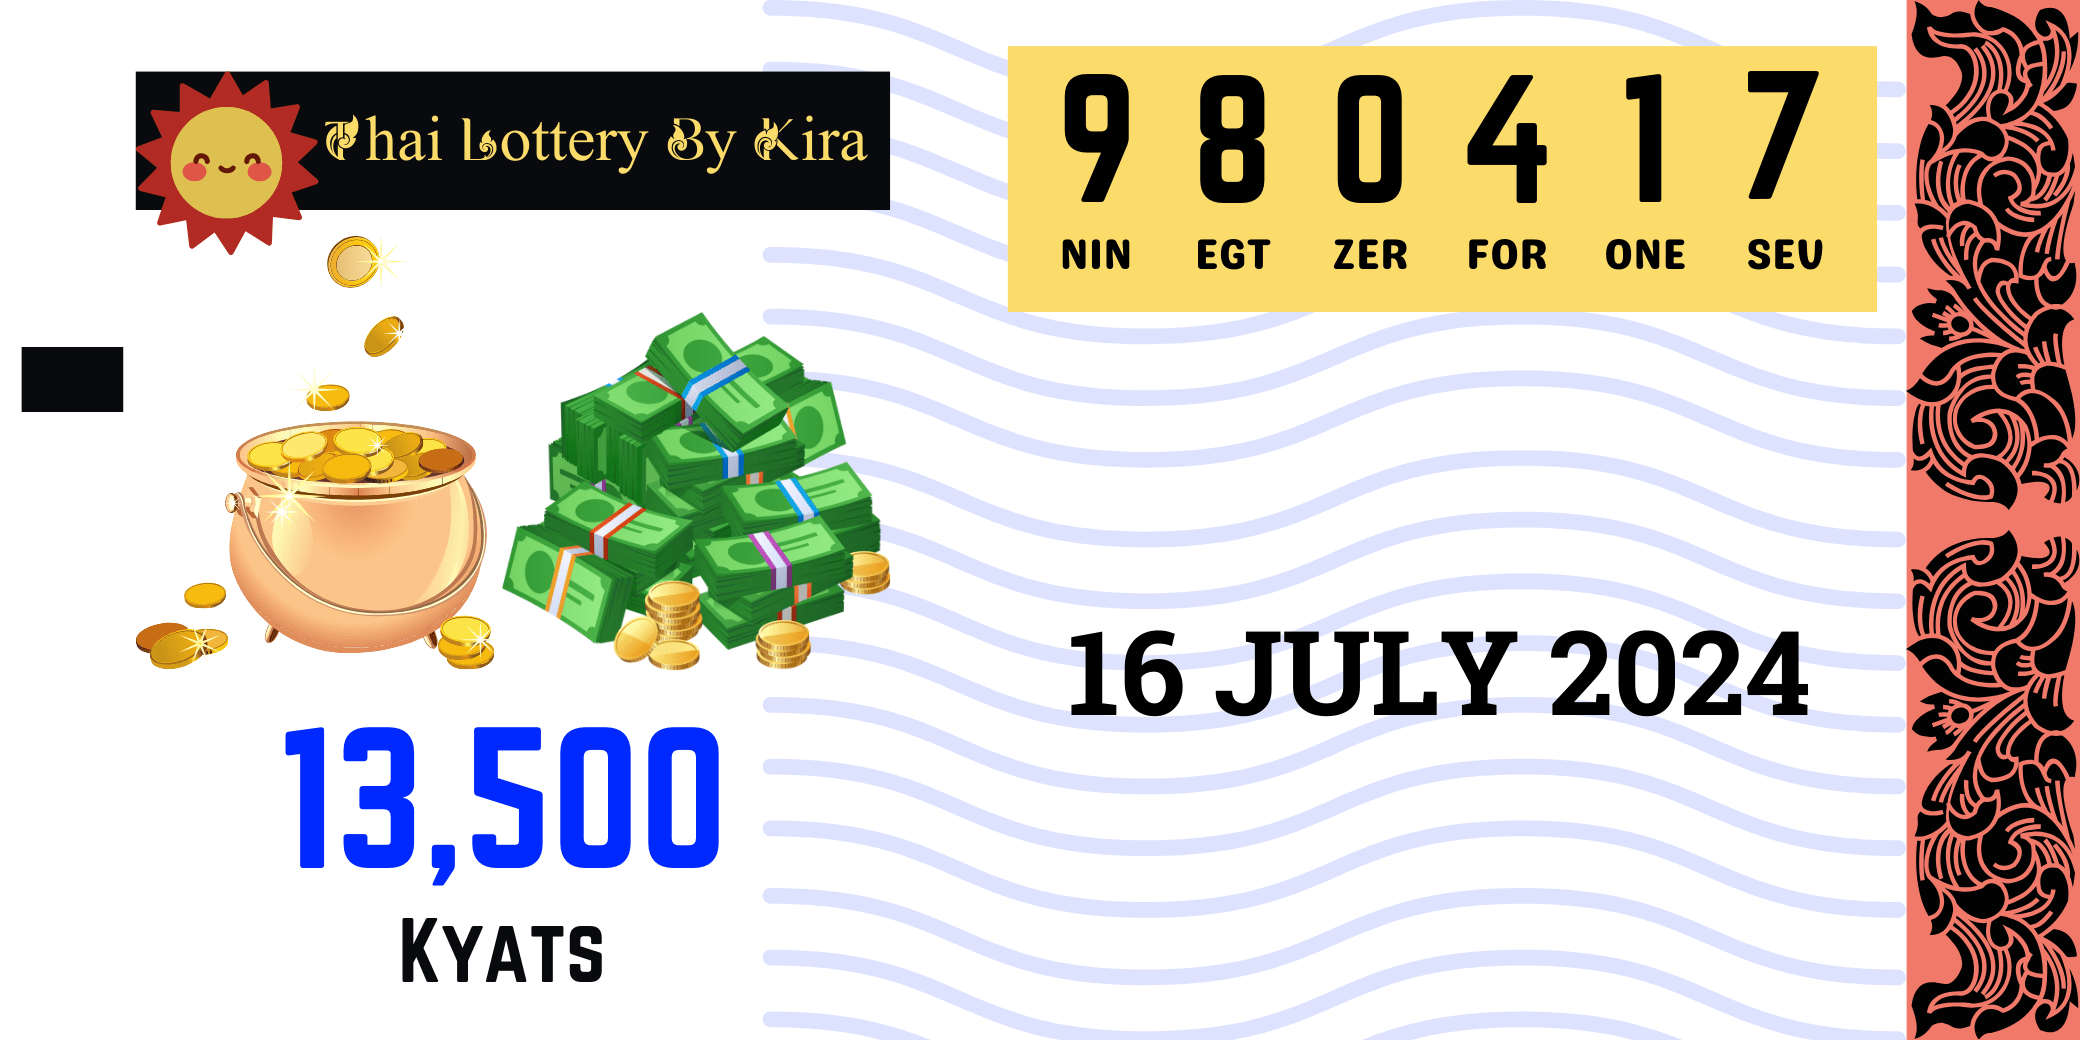 Thai Lottery By Kira
9 8 0 4 1 7
NIN EGT ZER FOR ONE SEV
16 JULY 2024
13,500
KYATS